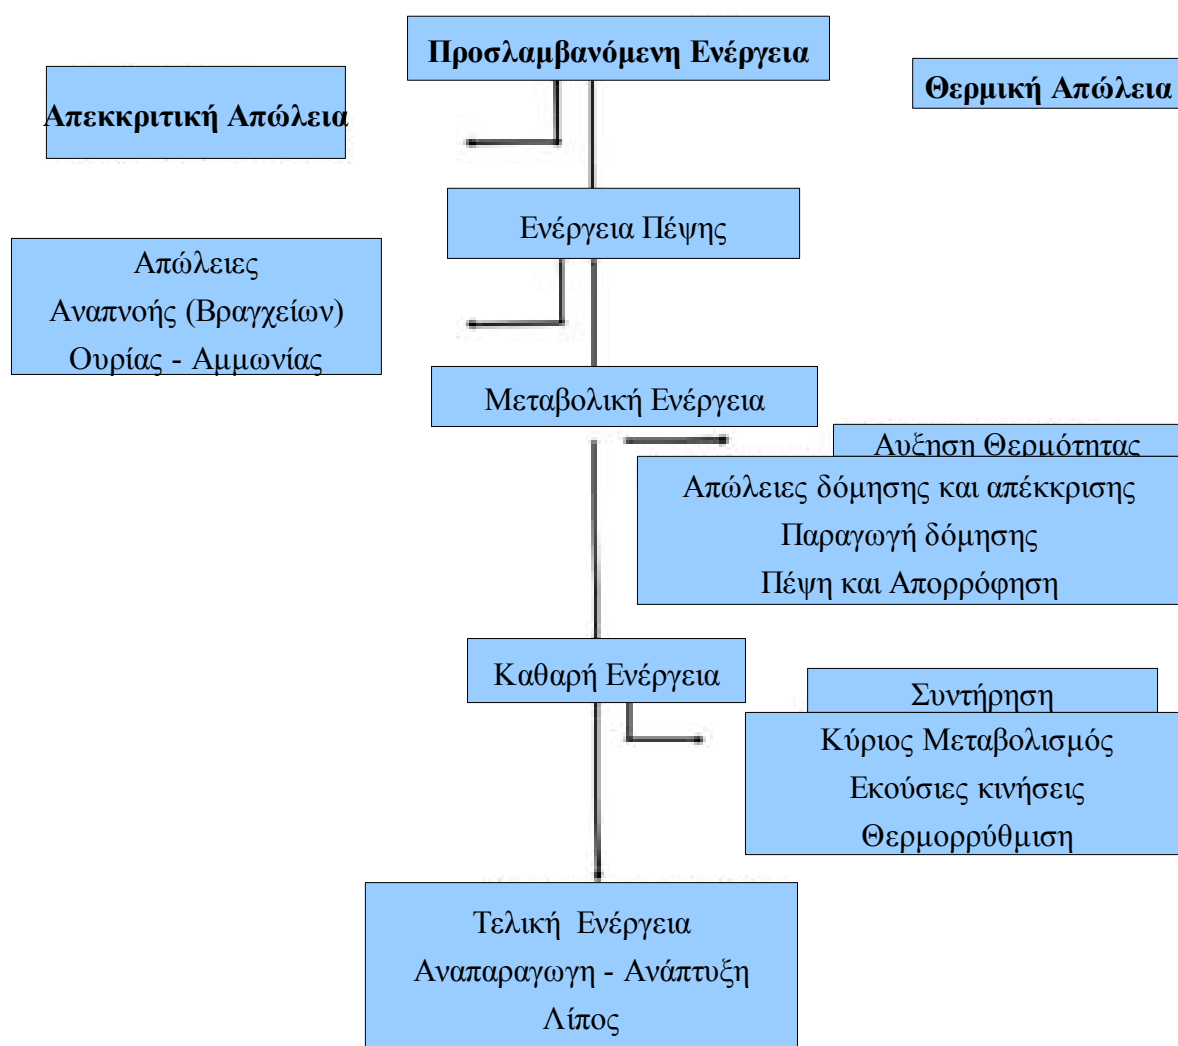 Προσλαμβανόμενη Ενέργεια
Απεκκριτική Απώλεια
Θερμική Απώλεια
Ενέργεια Πέψης
Απώλειες
Αναπνοής (Βραγχείων)
Ουρίας - Αμμωνίας
Μεταβολική Ενέργεια
Αυξηση Θερμότητας
Απώλειες δόμησης και απέκκρισης
Παραγωγή δόμησης
Πέψη και Απορρόφηση
Καθαρή Ενέργεια
Συντήρηση
Κύριος Μεταβολισμός
Εκούσιες κινήσεις
Θερμορρύθμιση
Τελική Ενέργεια
Αναπαραγωγη - Ανάπτυξη
Λίπος